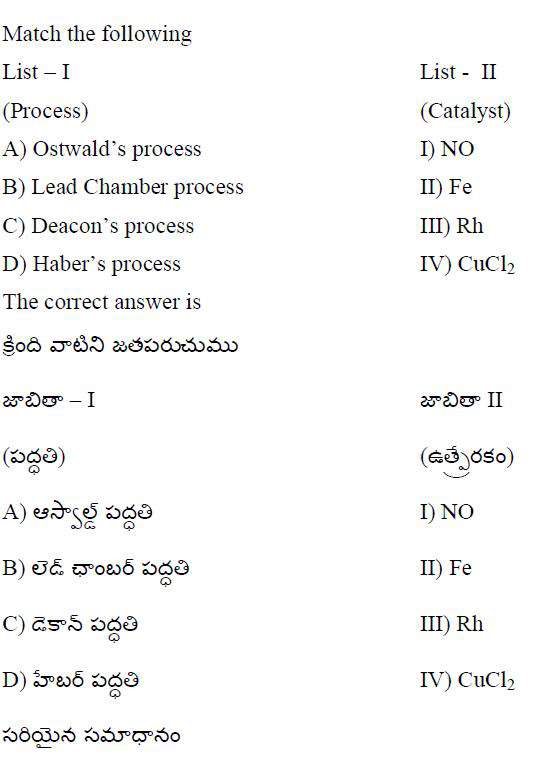 Match the following
List – I List - II
(Process) (Catalyst)
A) Ostwald’s process I) NO
B) Lead Chamber process II) Fe
C) Deacon’s process III) Rh
D) Haber’s process IV) CuCl₂
The correct answer is
క్రింది వాటిని జతపరుచుము
జాబితా – I జాబితా II
(పద్ధతి) (ఉత్ప్రేరకం)
A) ఆస్వాల్డ్ పద్ధతి I) NO
B) లెడ్ ఛాంబర్ పద్ధతి II) Fe
C) డెకాన్ పద్ధతి III) Rh
D) హేబర్ పద్ధతి IV) CuCl₂
సరియైన సమాధానం